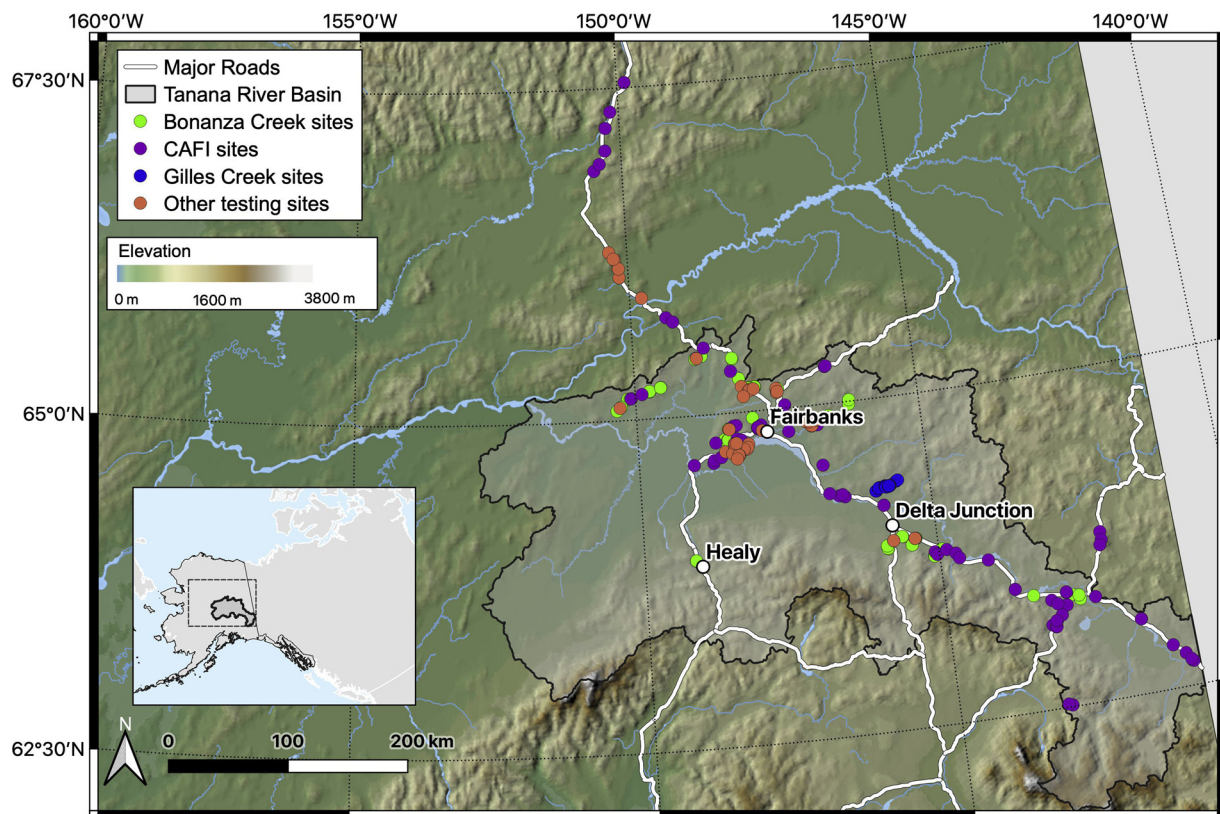 160°0'W 155°0'W 150°0'W 145°0'W 140°0'W
67°30'N
65°0'N
62°30'N
Major Roads
Tanana River Basin
Bonanza Creek sites
CAFI sites
Gilles Creek sites
Other testing sites
Elevation
0 m 1600 m 3800 m
Fairbanks
Delta Junction
Healy
N
0 100 200 km